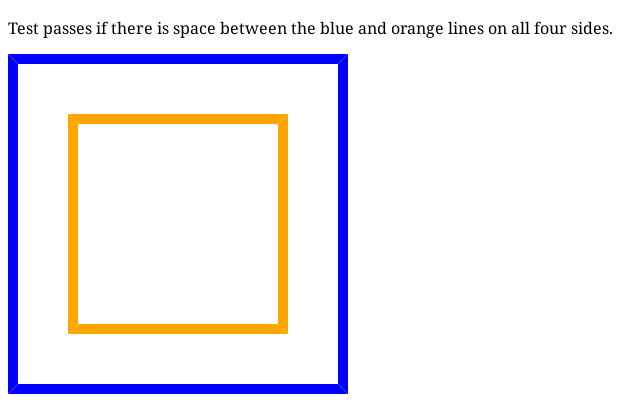 Test passes if there is space between the blue and orange lines on all four sides.